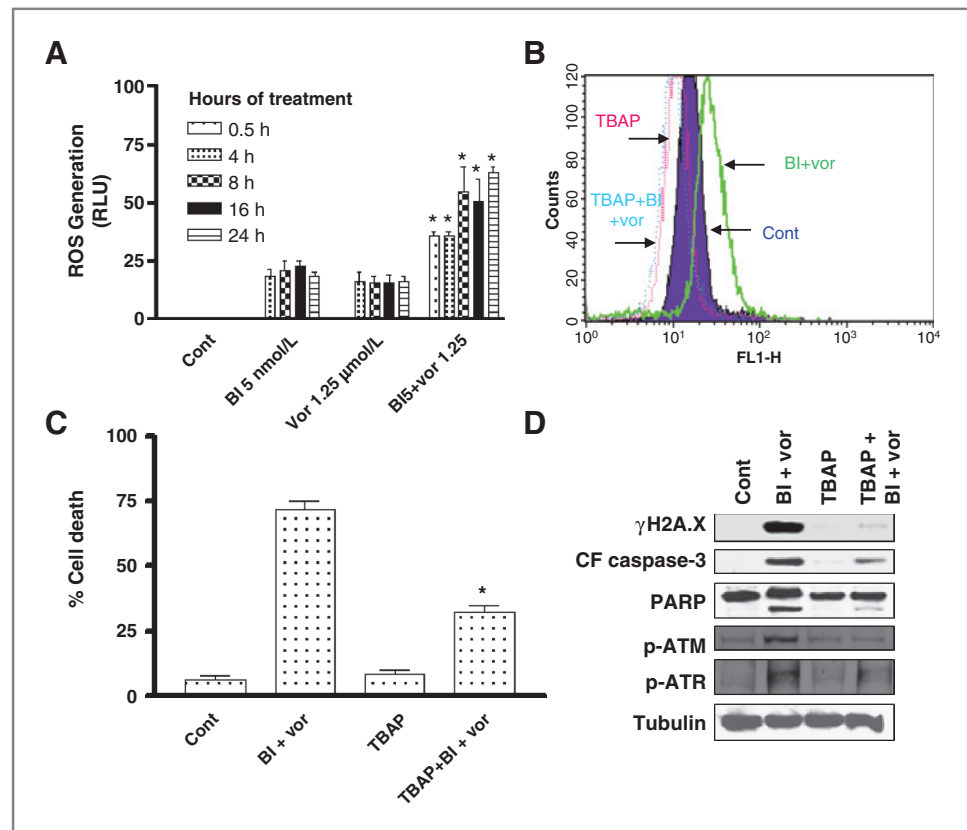 A
ROS Generation
(RLU)
100
75
50
25
0
Hours of treatment
0.5 h
4 h
8 h
16 h
24 h
* * * * *
Cont
BI 5 nmol/L
Vor 1.25 μmol/L
BI5+vor 1.25
B
Counts
120
100
80
60
40
20
0
TBAP
TBAP+BI
+vor
BI+vor
Cont
10⁰ 10¹ 10² 10³ 10⁴
FL1-H
C
% Cell death
100
75
50
25
0
*
Cont
BI + vor
TBAP
TBAP+BI + vor
D
Cont
BI + vor
TBAP
TBAP +
BI + vor
γH2A.X
CF caspase-3
PARP
p-ATM
p-ATR
Tubulin